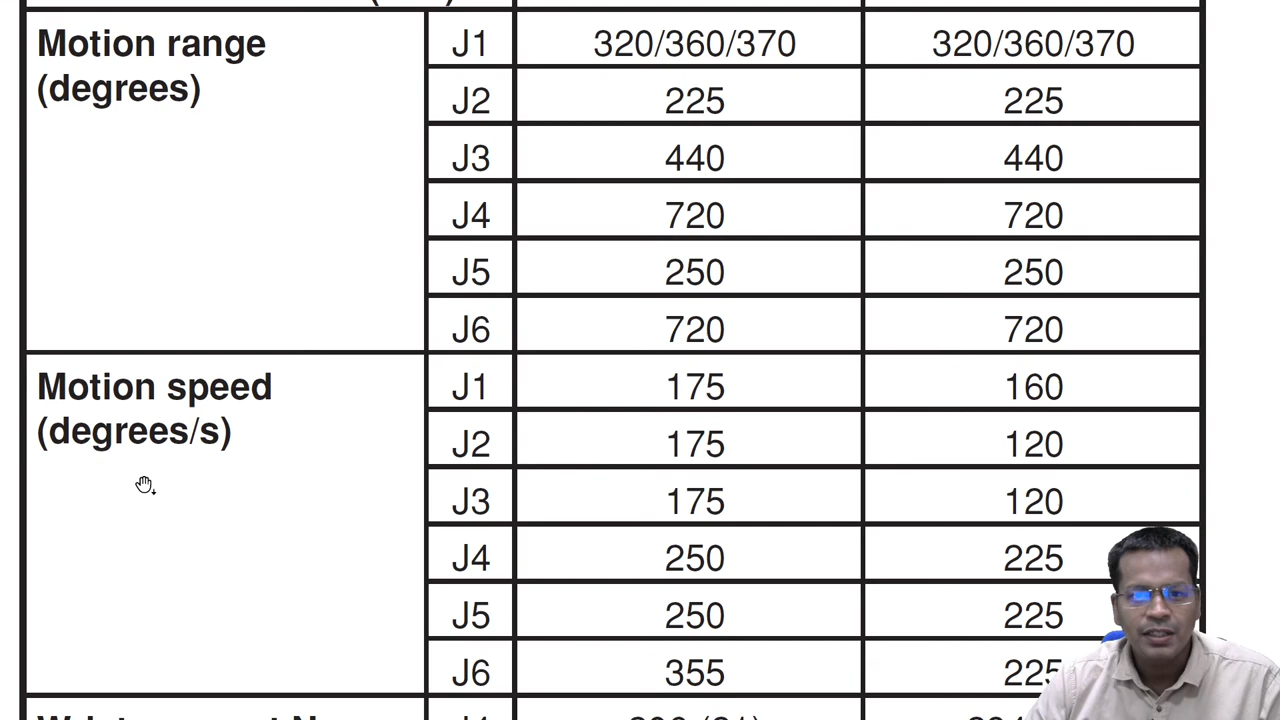 Motion range (degrees) J1 320/360/370 320/360/370
J2 225 225
J3 440 440
J4 720 720
J5 250 250
J6 720 720
Motion speed (degrees/s) J1 175 160
J2 175 120
J3 175 120
J4 250 225
J5 250 225
J6 355 225